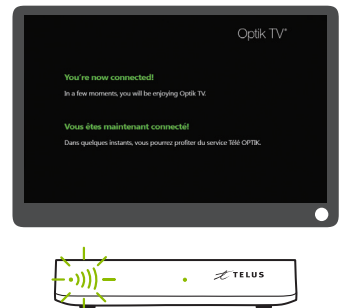 Optik TV*
You're now connected!
In a few moments, you will be enjoying Optik TV.
Vous êtes maintenant connecté!
Dans quelques instants, vous pourrez profiter du service Télé OPTIK.
TELUS